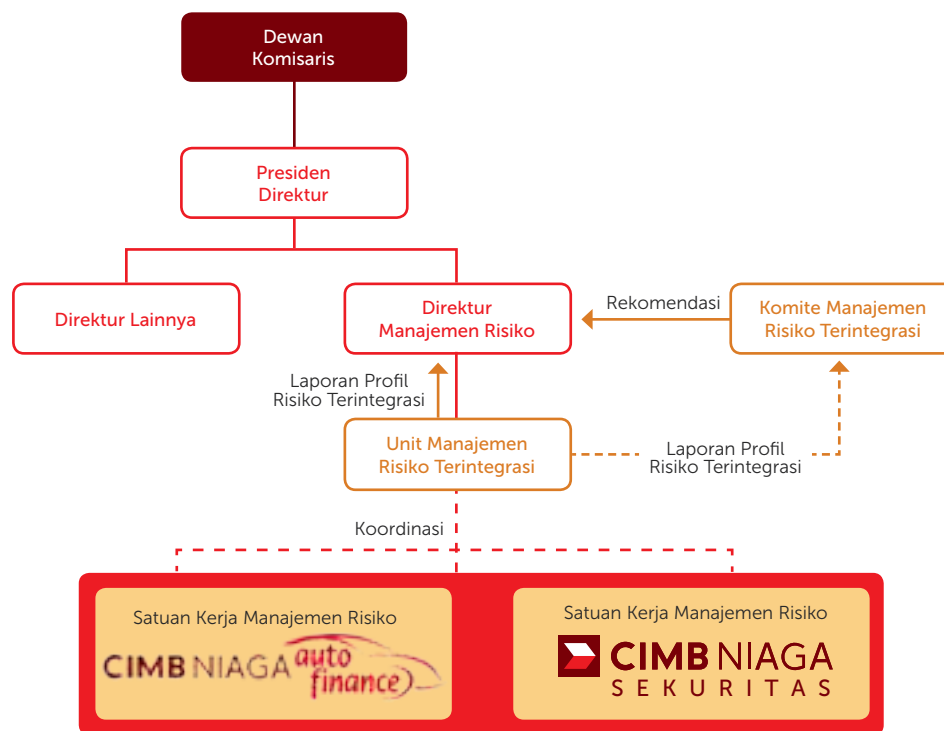 Dewan
Komisaris
Presiden
Direktur
Direktur Lainnya
Direktur
Manajemen Risiko
Rekomendasi
Komite Manajemen
Risiko Terintegrasi
Laporan Profil
Risiko Terintegrasi
Unit Manajemen
Risiko Terintegrasi
Laporan Profil
Risiko Terintegrasi
Koordinasi
Satuan Kerja Manajemen Risiko
CIMB NIAGA auto
finance
Satuan Kerja Manajemen Risiko
CIMB NIAGA
SEKURITAS